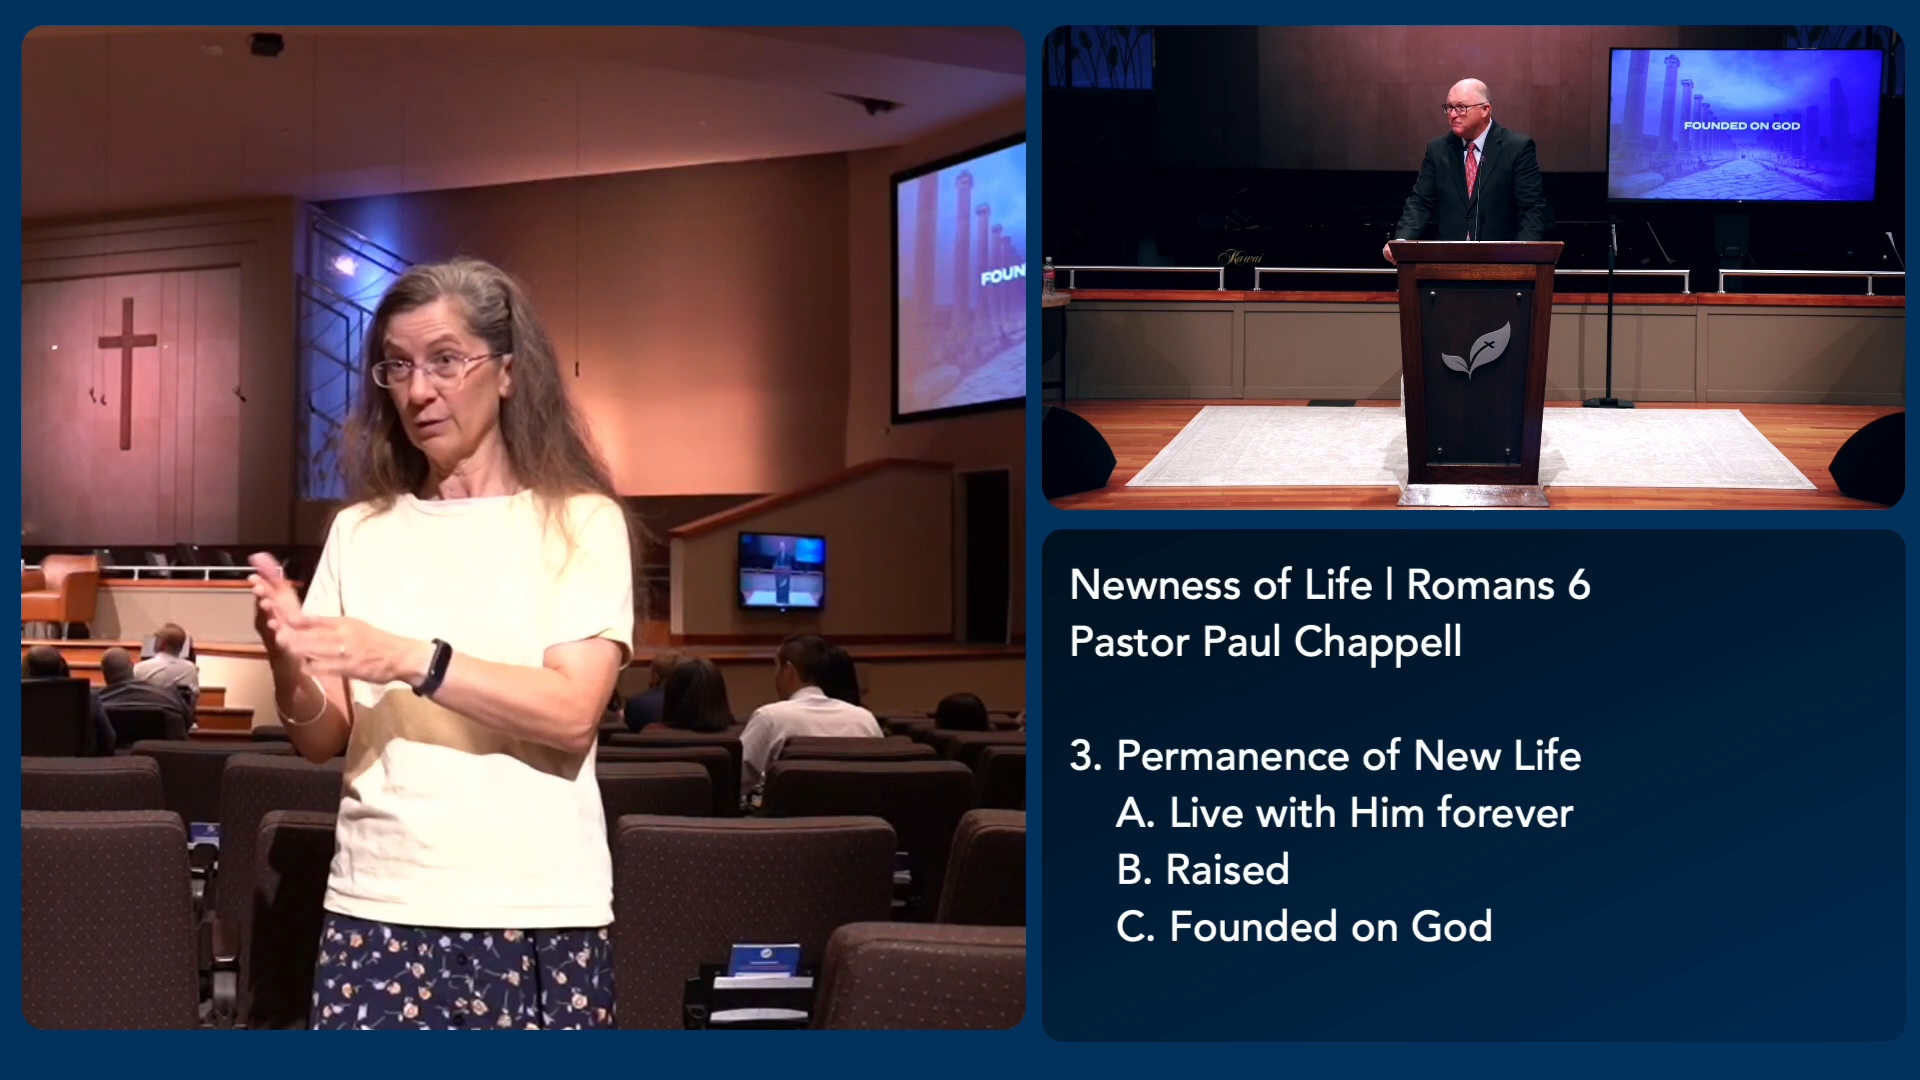 FOUN
FOUNDED ON GOD
Kawai
Newness of Life | Romans 6
Pastor Paul Chappell
3. Permanence of New Life
A. Live with Him forever
B. Raised
C. Founded on God